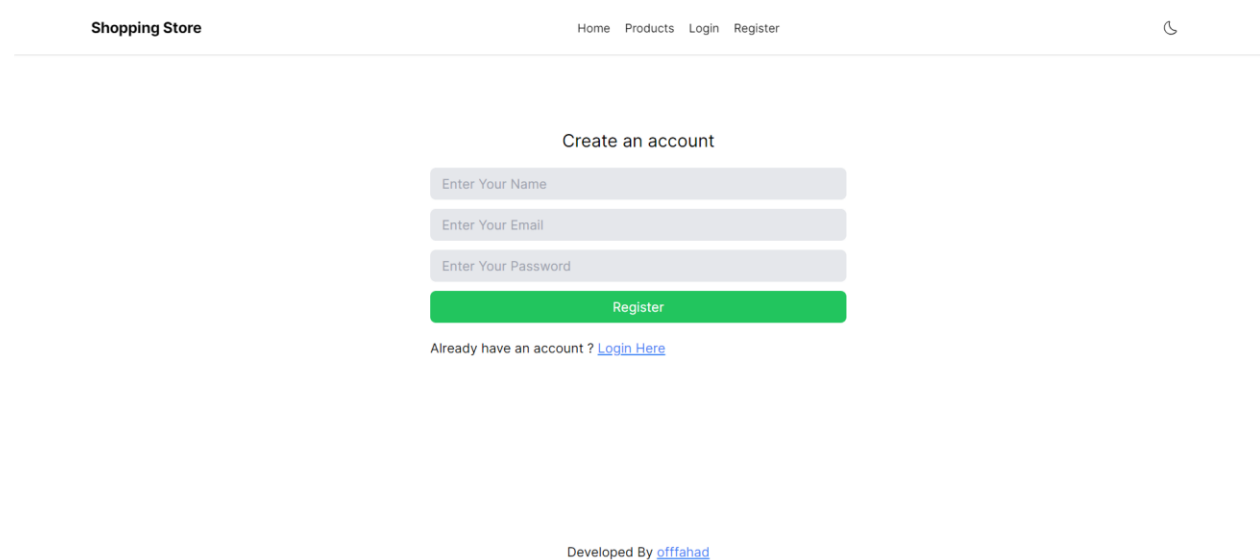 Shopping Store Home Products Login Register
Create an account
Enter Your Name
Enter Your Email
Enter Your Password
Register
Already have an account ? Login Here
Developed By offfahad